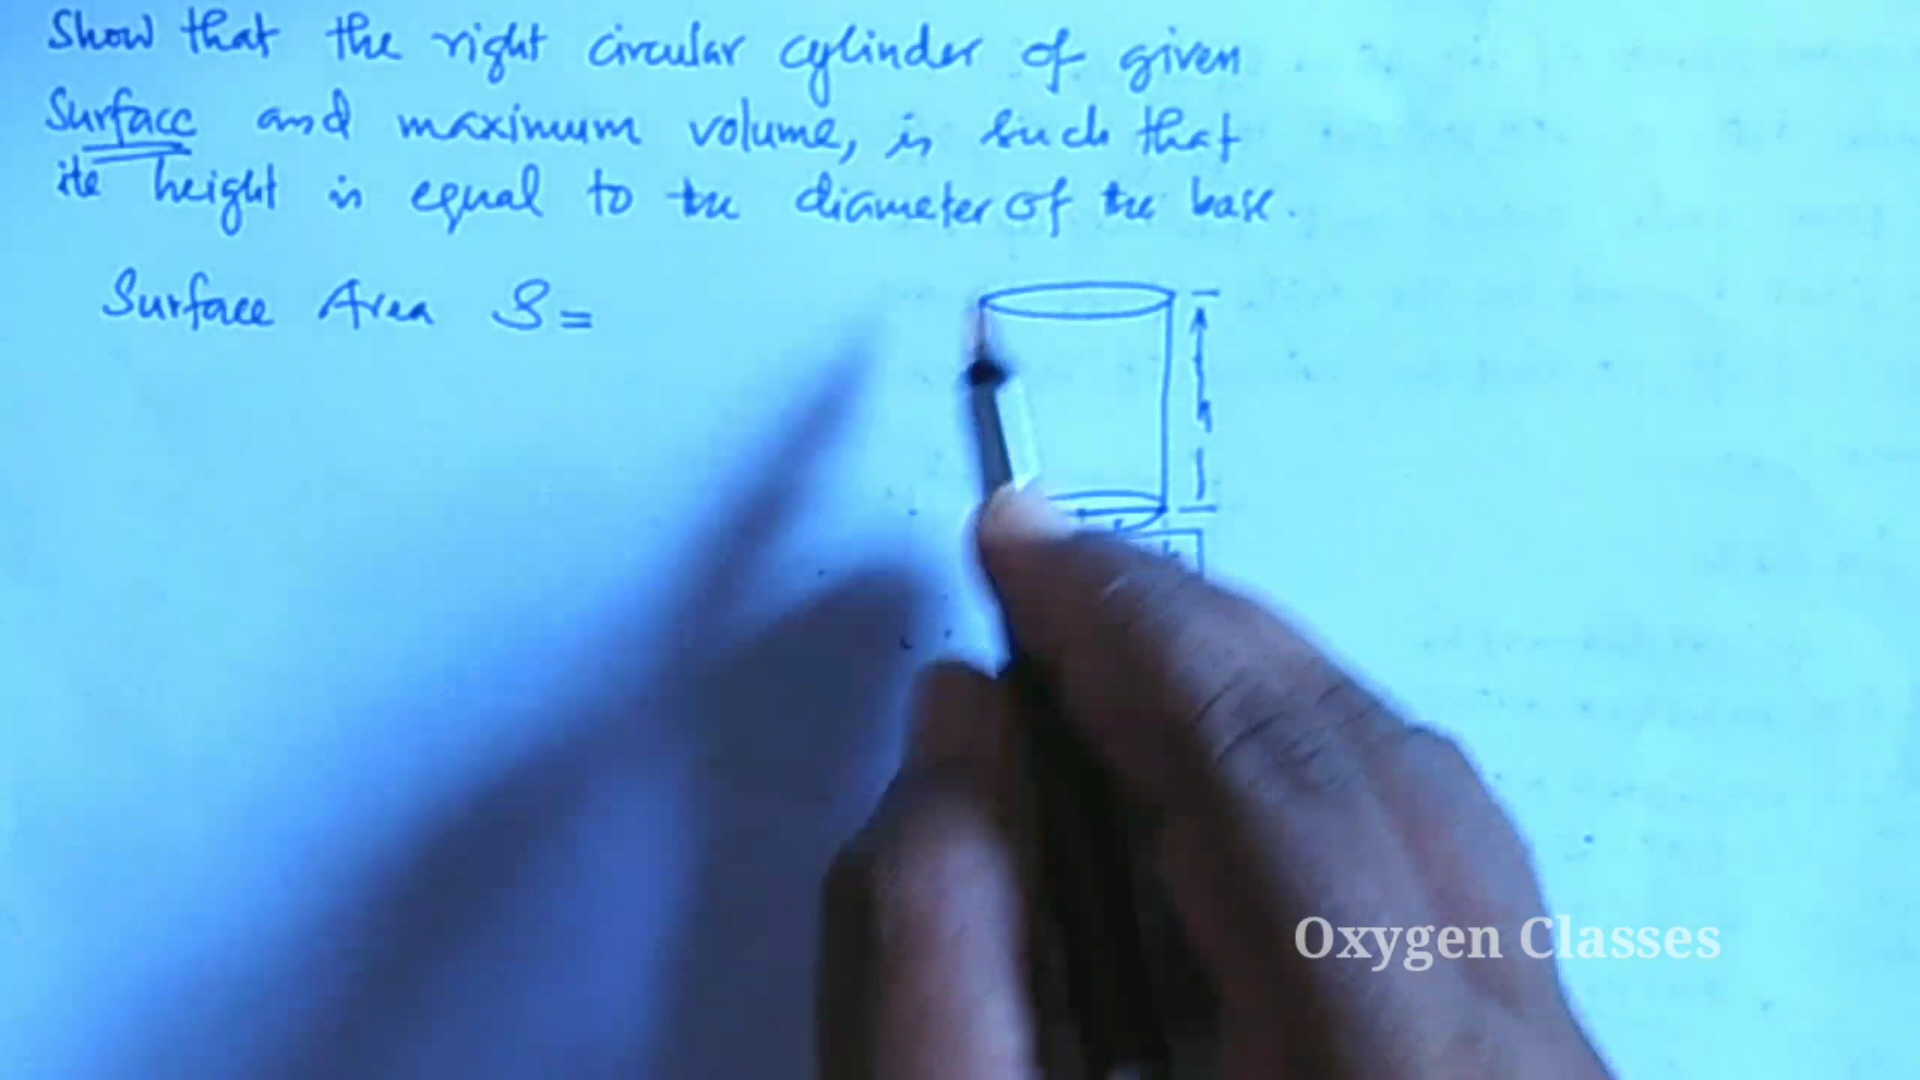 Show that the right circular cylinder of given
Surface and maximum volume, is such that
its height is equal to the diameter of the base.
Surface Area S =
h
Oxygen Classes